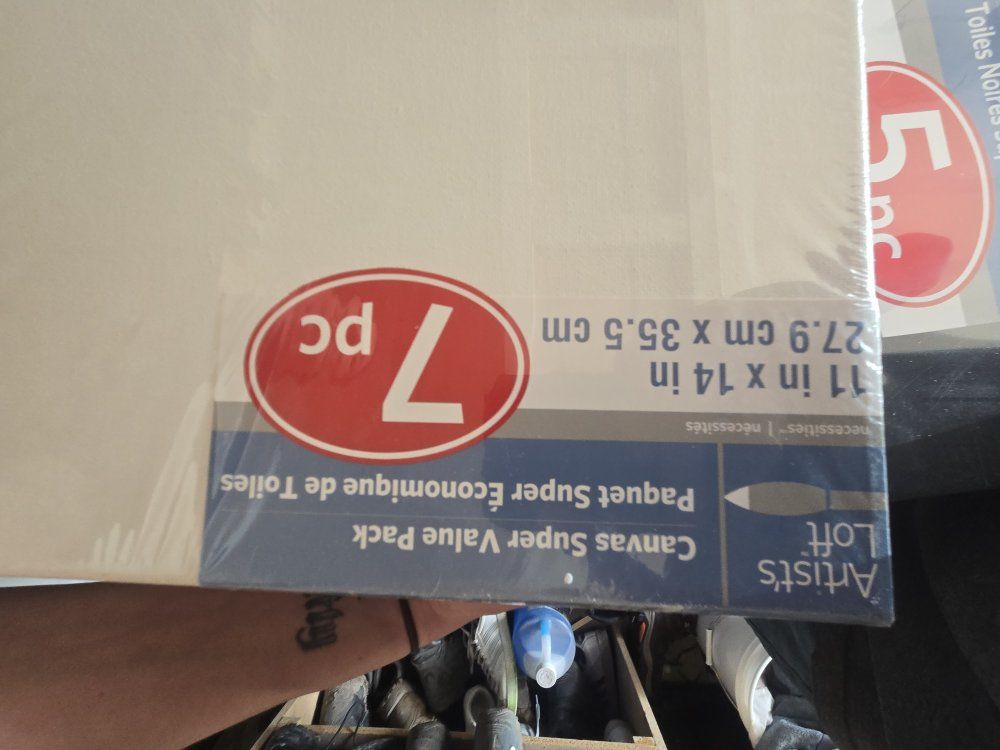 Artist's
Loft
Canvas Super Value Pack
Paquet Super Économique de Toiles
necessities™ | nécessités
11 in x 14 in
27.9 cm x 35.5 cm
7 pc
Toiles Noires
5 pc